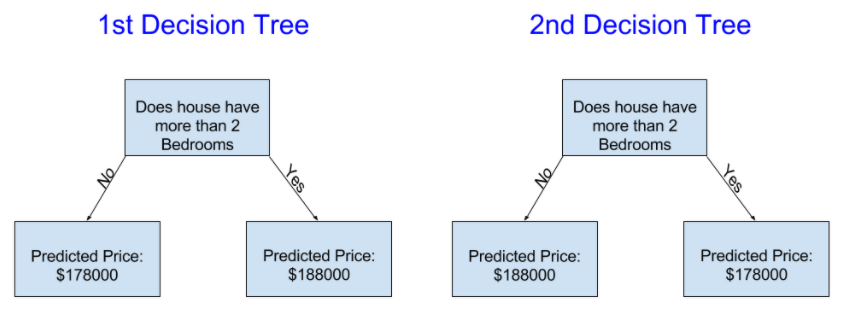 1st Decision Tree
Does house have
more than 2
Bedrooms
No
Yes
Predicted Price:
$178000
Predicted Price:
$188000
2nd Decision Tree
Does house have
more than 2
Bedrooms
No
Yes
Predicted Price:
$188000
Predicted Price:
$178000